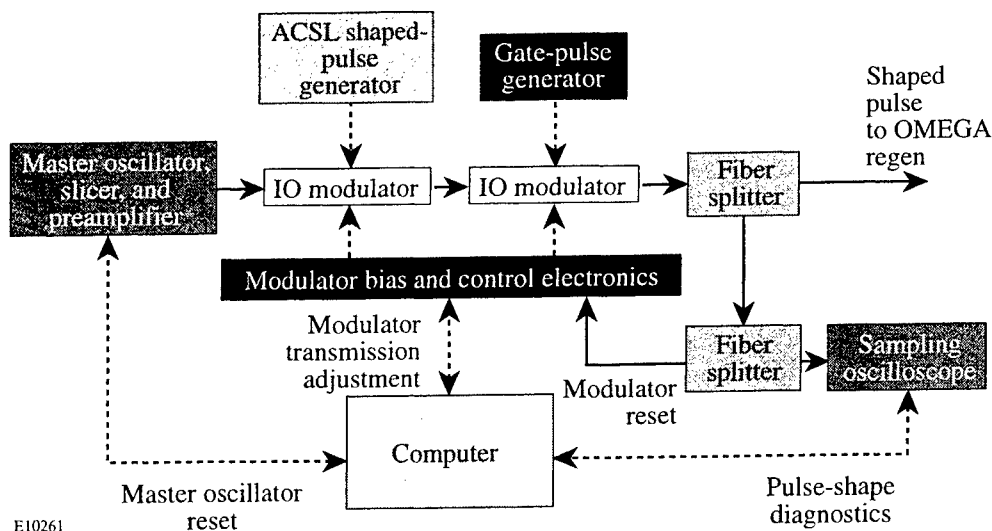 ACSL shaped-
pulse
generator
Gate-pulse
generator
Shaped
pulse
to OMEGA
regen
Master oscillator,
slicer, and
preamplifier
IO modulator
IO modulator
Fiber
splitter
Modulator bias and control electronics
Modulator
transmission
adjustment
Modulator
reset
Fiber
splitter
Sampling
oscilloscope
Computer
Master oscillator
reset
Pulse-shape
diagnostics
E10261